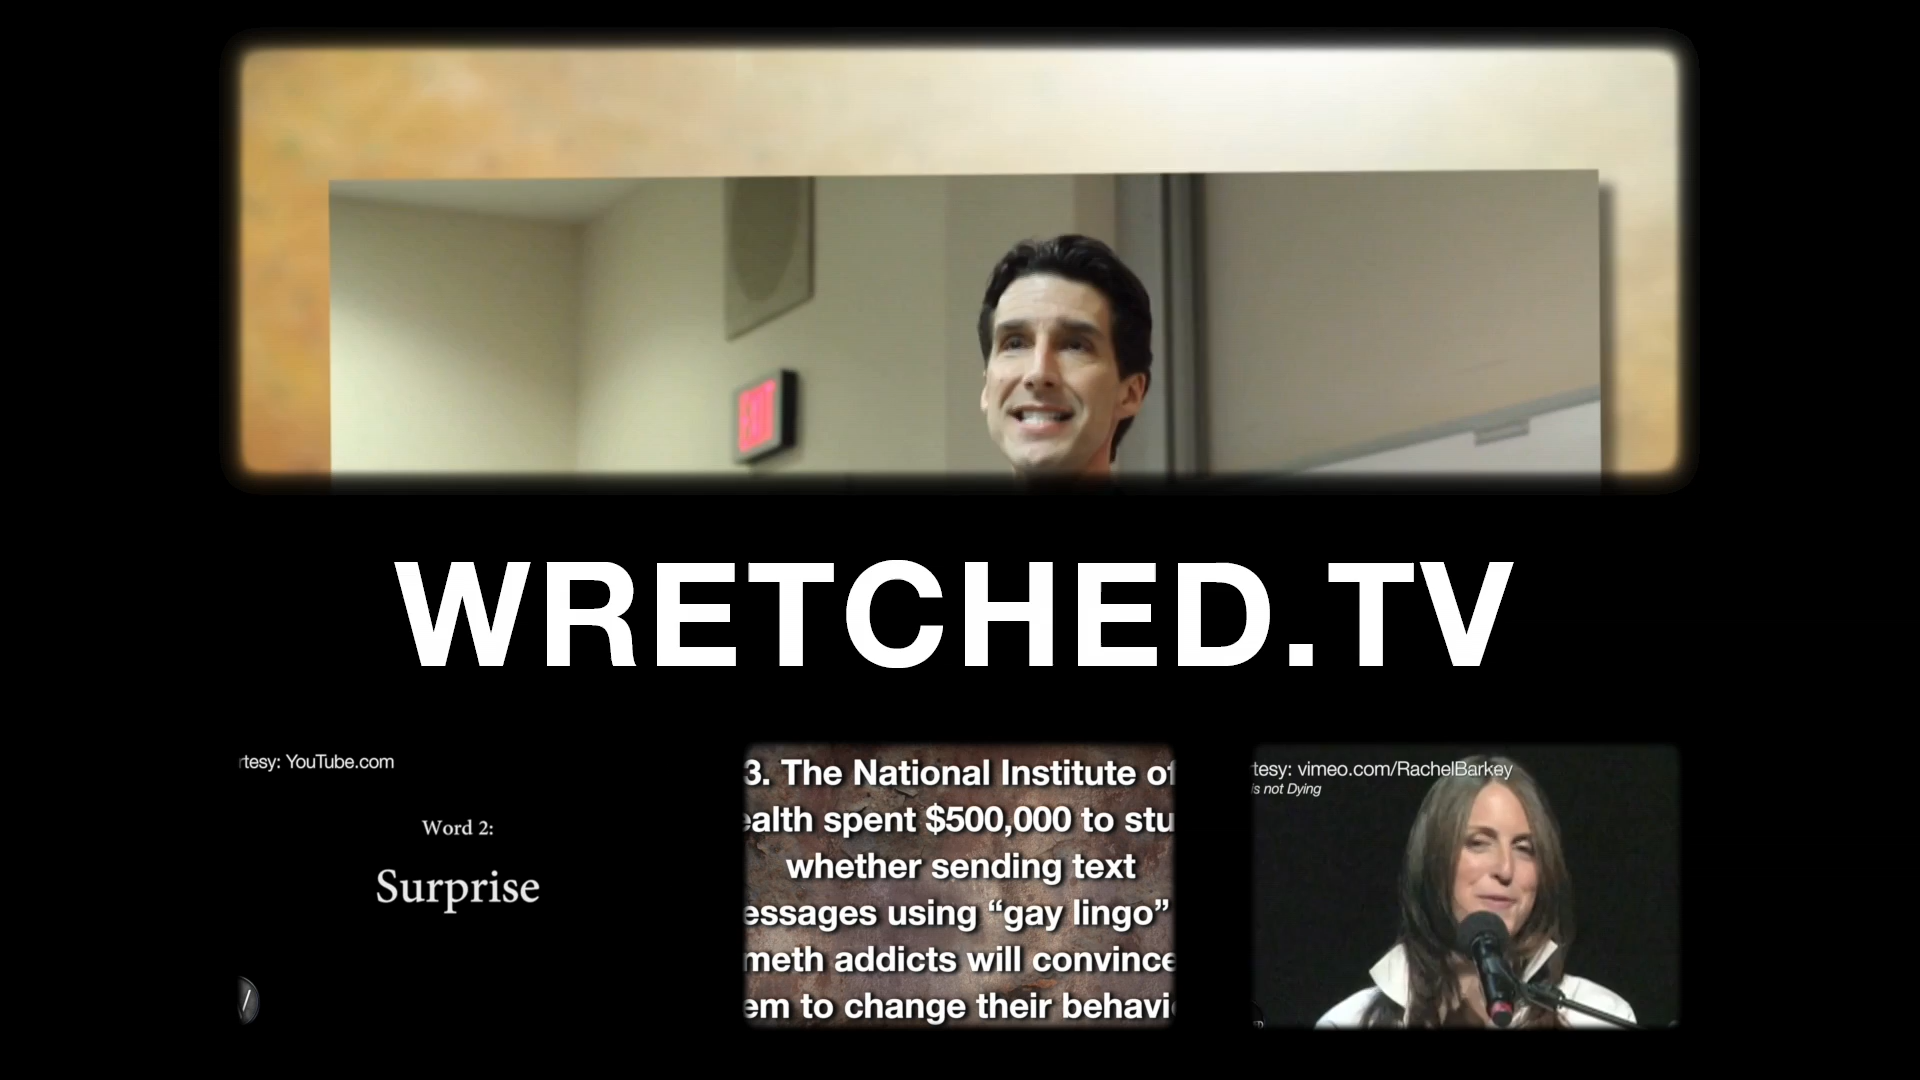 EXIT
WRETCHED.TV
rtesy: YouTube.com
Word 2:
Surprise
3. The National Institute of
ealth spent $500,000 to stu
whether sending text
essages using “gay lingo”
meth addicts will convince
em to change their behavi
rtesy: vimeo.com/RachelBarkey
is not Dying